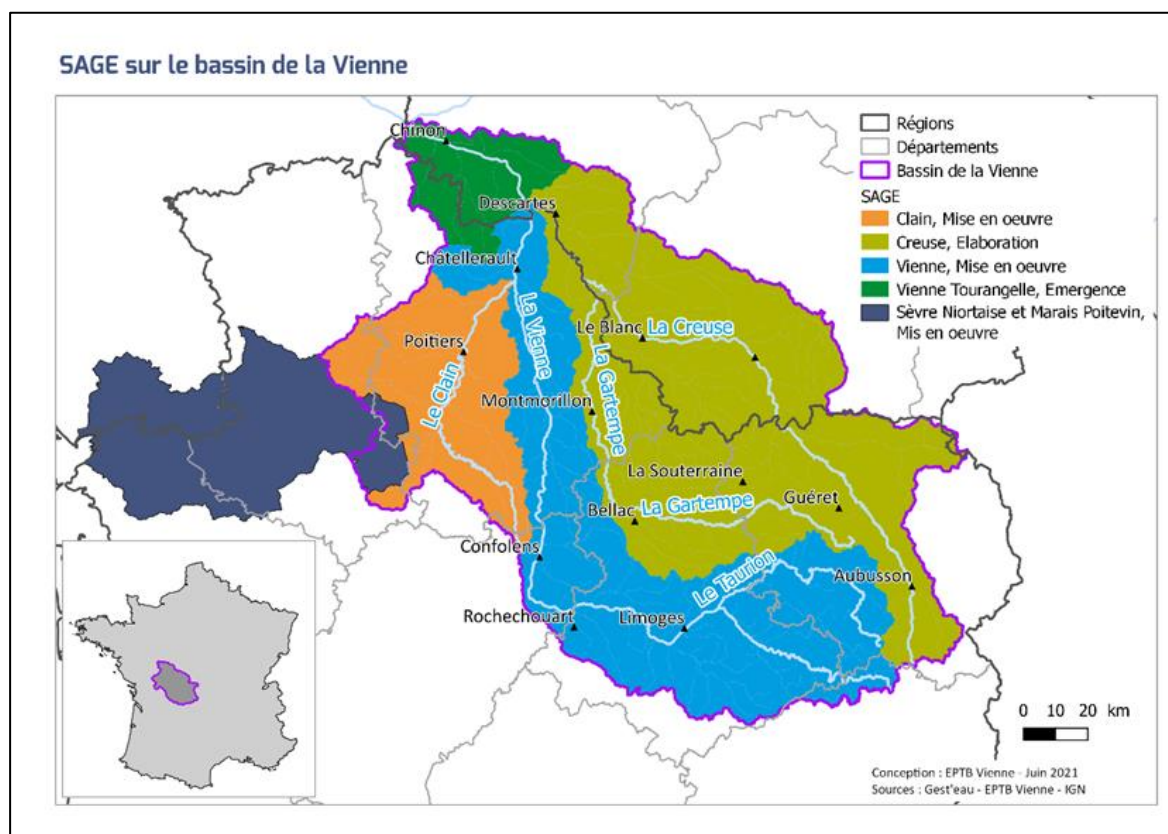 SAGE sur le bassin de la Vienne
Régions
Départements
Bassin de la Vienne
SAGE
Clain, Mise en oeuvre
Creuse, Elaboration
Vienne, Mise en oeuvre
Vienne Tourangelle, Emergence
Sèvre Niortaise et Marais Poitevin,
Mis en oeuvre
Chinon
Descartes
Châtellerault
La Vienne
Le Blanc
La Creuse
Poitiers
Le Clain
La Gartempe
Montmorillon
La Souterraine
Guéret
La Gartempe
Bellac
Confolens
Le Taurion
Aubusson
Rochechouart
Limoges
0 10 20 km
Conception : EPTB Vienne - Juin 2021
Sources : Gest'eau - EPTB Vienne - IGN